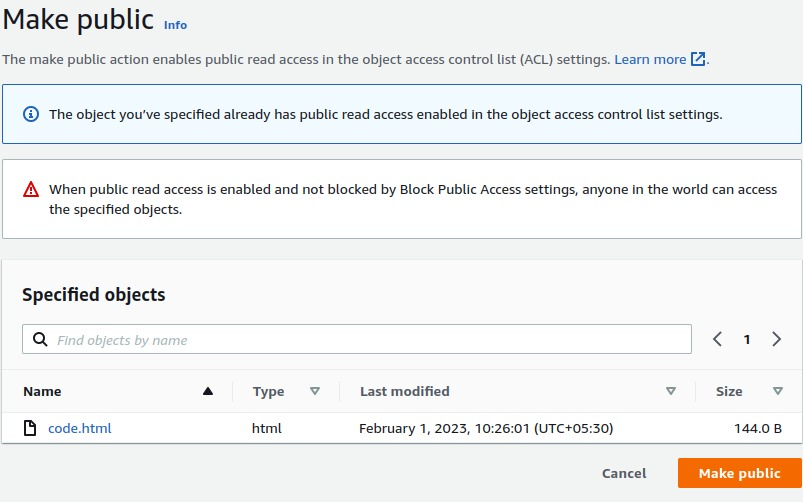 Make public Info
The make public action enables public read access in the object access control list (ACL) settings. Learn more.
The object you’ve specified already has public read access enabled in the object access control list settings.
When public read access is enabled and not blocked by Block Public Access settings, anyone in the world can access
the specified objects.
Specified objects
Find objects by name
1
Name Type Last modified Size
code.html html February 1, 2023, 10:26:01 (UTC+05:30) 144.0 B
Cancel Make public